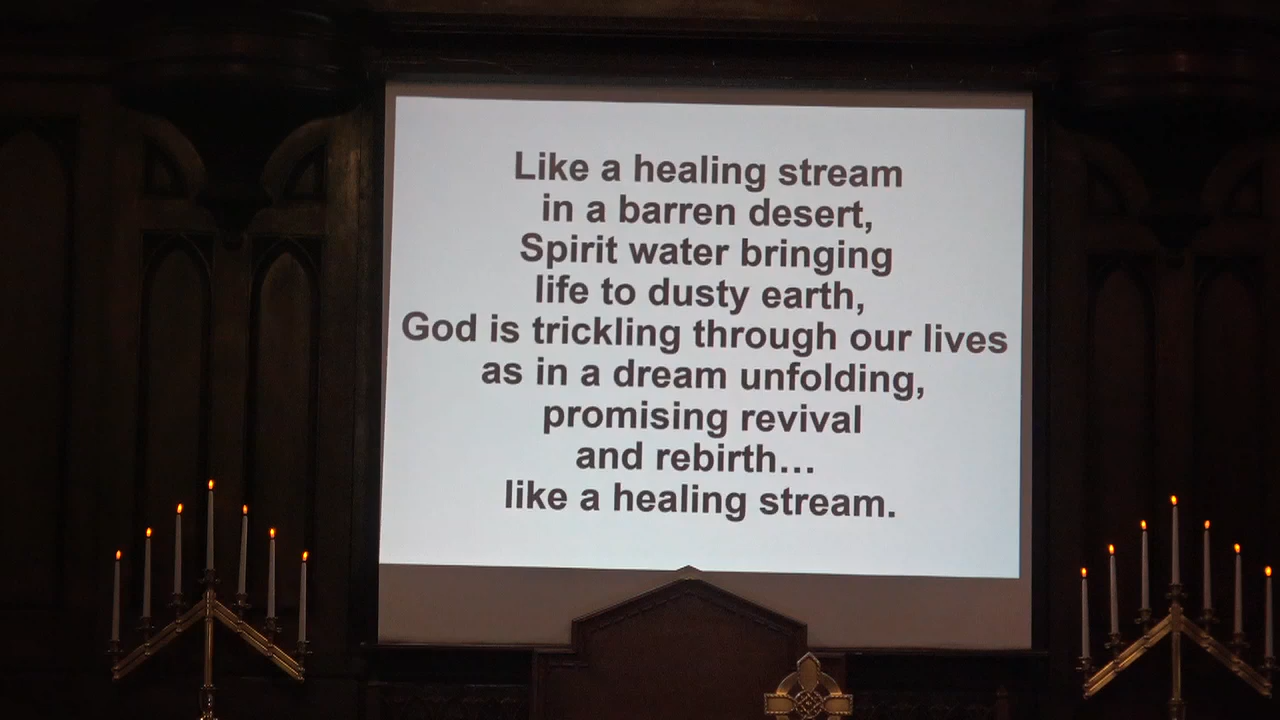 Like a healing stream
in a barren desert,
Spirit water bringing
life to dusty earth,
God is trickling through our lives
as in a dream unfolding,
promising revival
and rebirth…
like a healing stream.